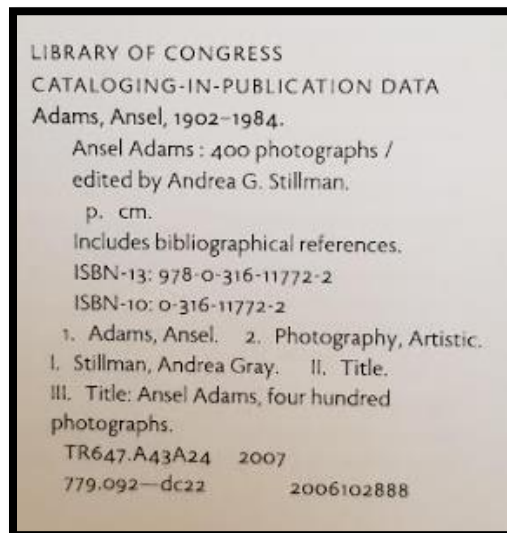 LIBRARY OF CONGRESS
CATALOGING-IN-PUBLICATION DATA
Adams, Ansel, 1902–1984.
Ansel Adams : 400 photographs /
edited by Andrea G. Stillman.
p. cm.
Includes bibliographical references.
ISBN-13: 978-0-316-11772-2
ISBN-10: 0-316-11772-2
1. Adams, Ansel. 2. Photography, Artistic.
I. Stillman, Andrea Gray. II. Title.
III. Title: Ansel Adams, four hundred
photographs.
TR647.A43A24 2007
779.092—dc22 2006102888